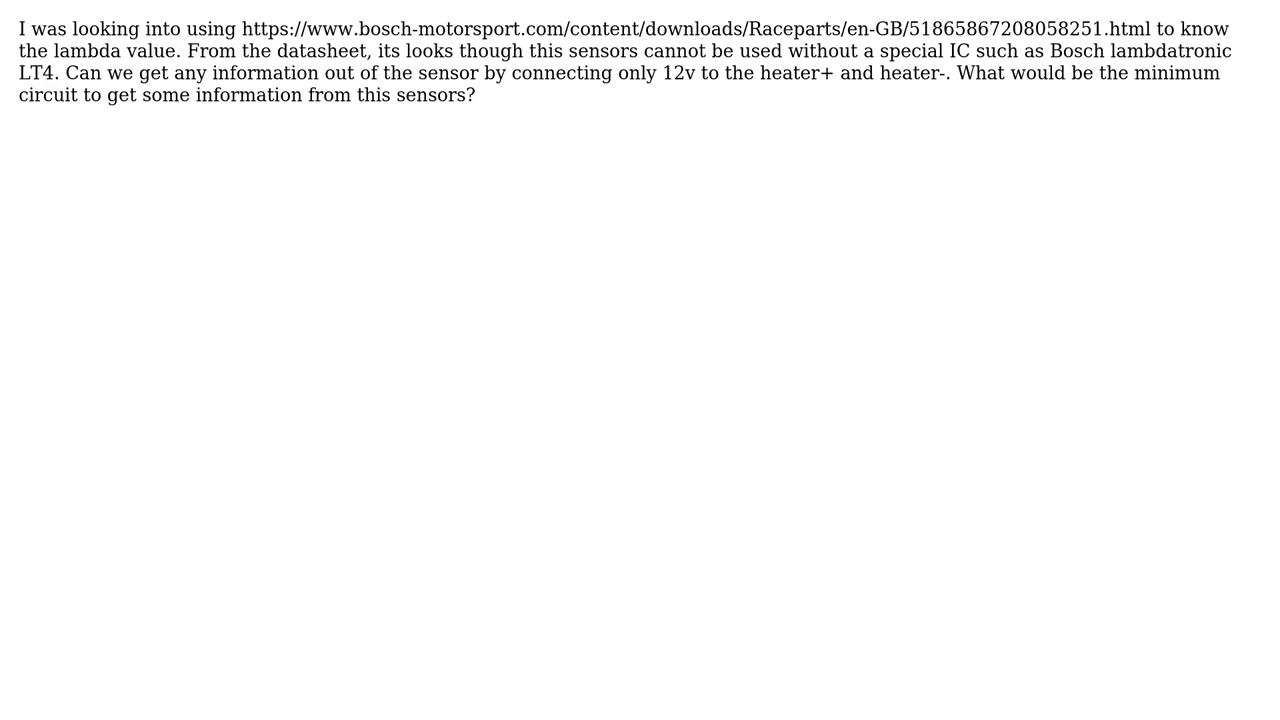 I was looking into using https://www.bosch-motorsport.com/content/downloads/Raceparts/en-GB/51865867208058251.html to know
the lambda value. From the datasheet, its looks though this sensors cannot be used without a special IC such as Bosch lambdatronic
LT4. Can we get any information out of the sensor by connecting only 12v to the heater+ and heater-. What would be the minimum
circuit to get some information from this sensors?